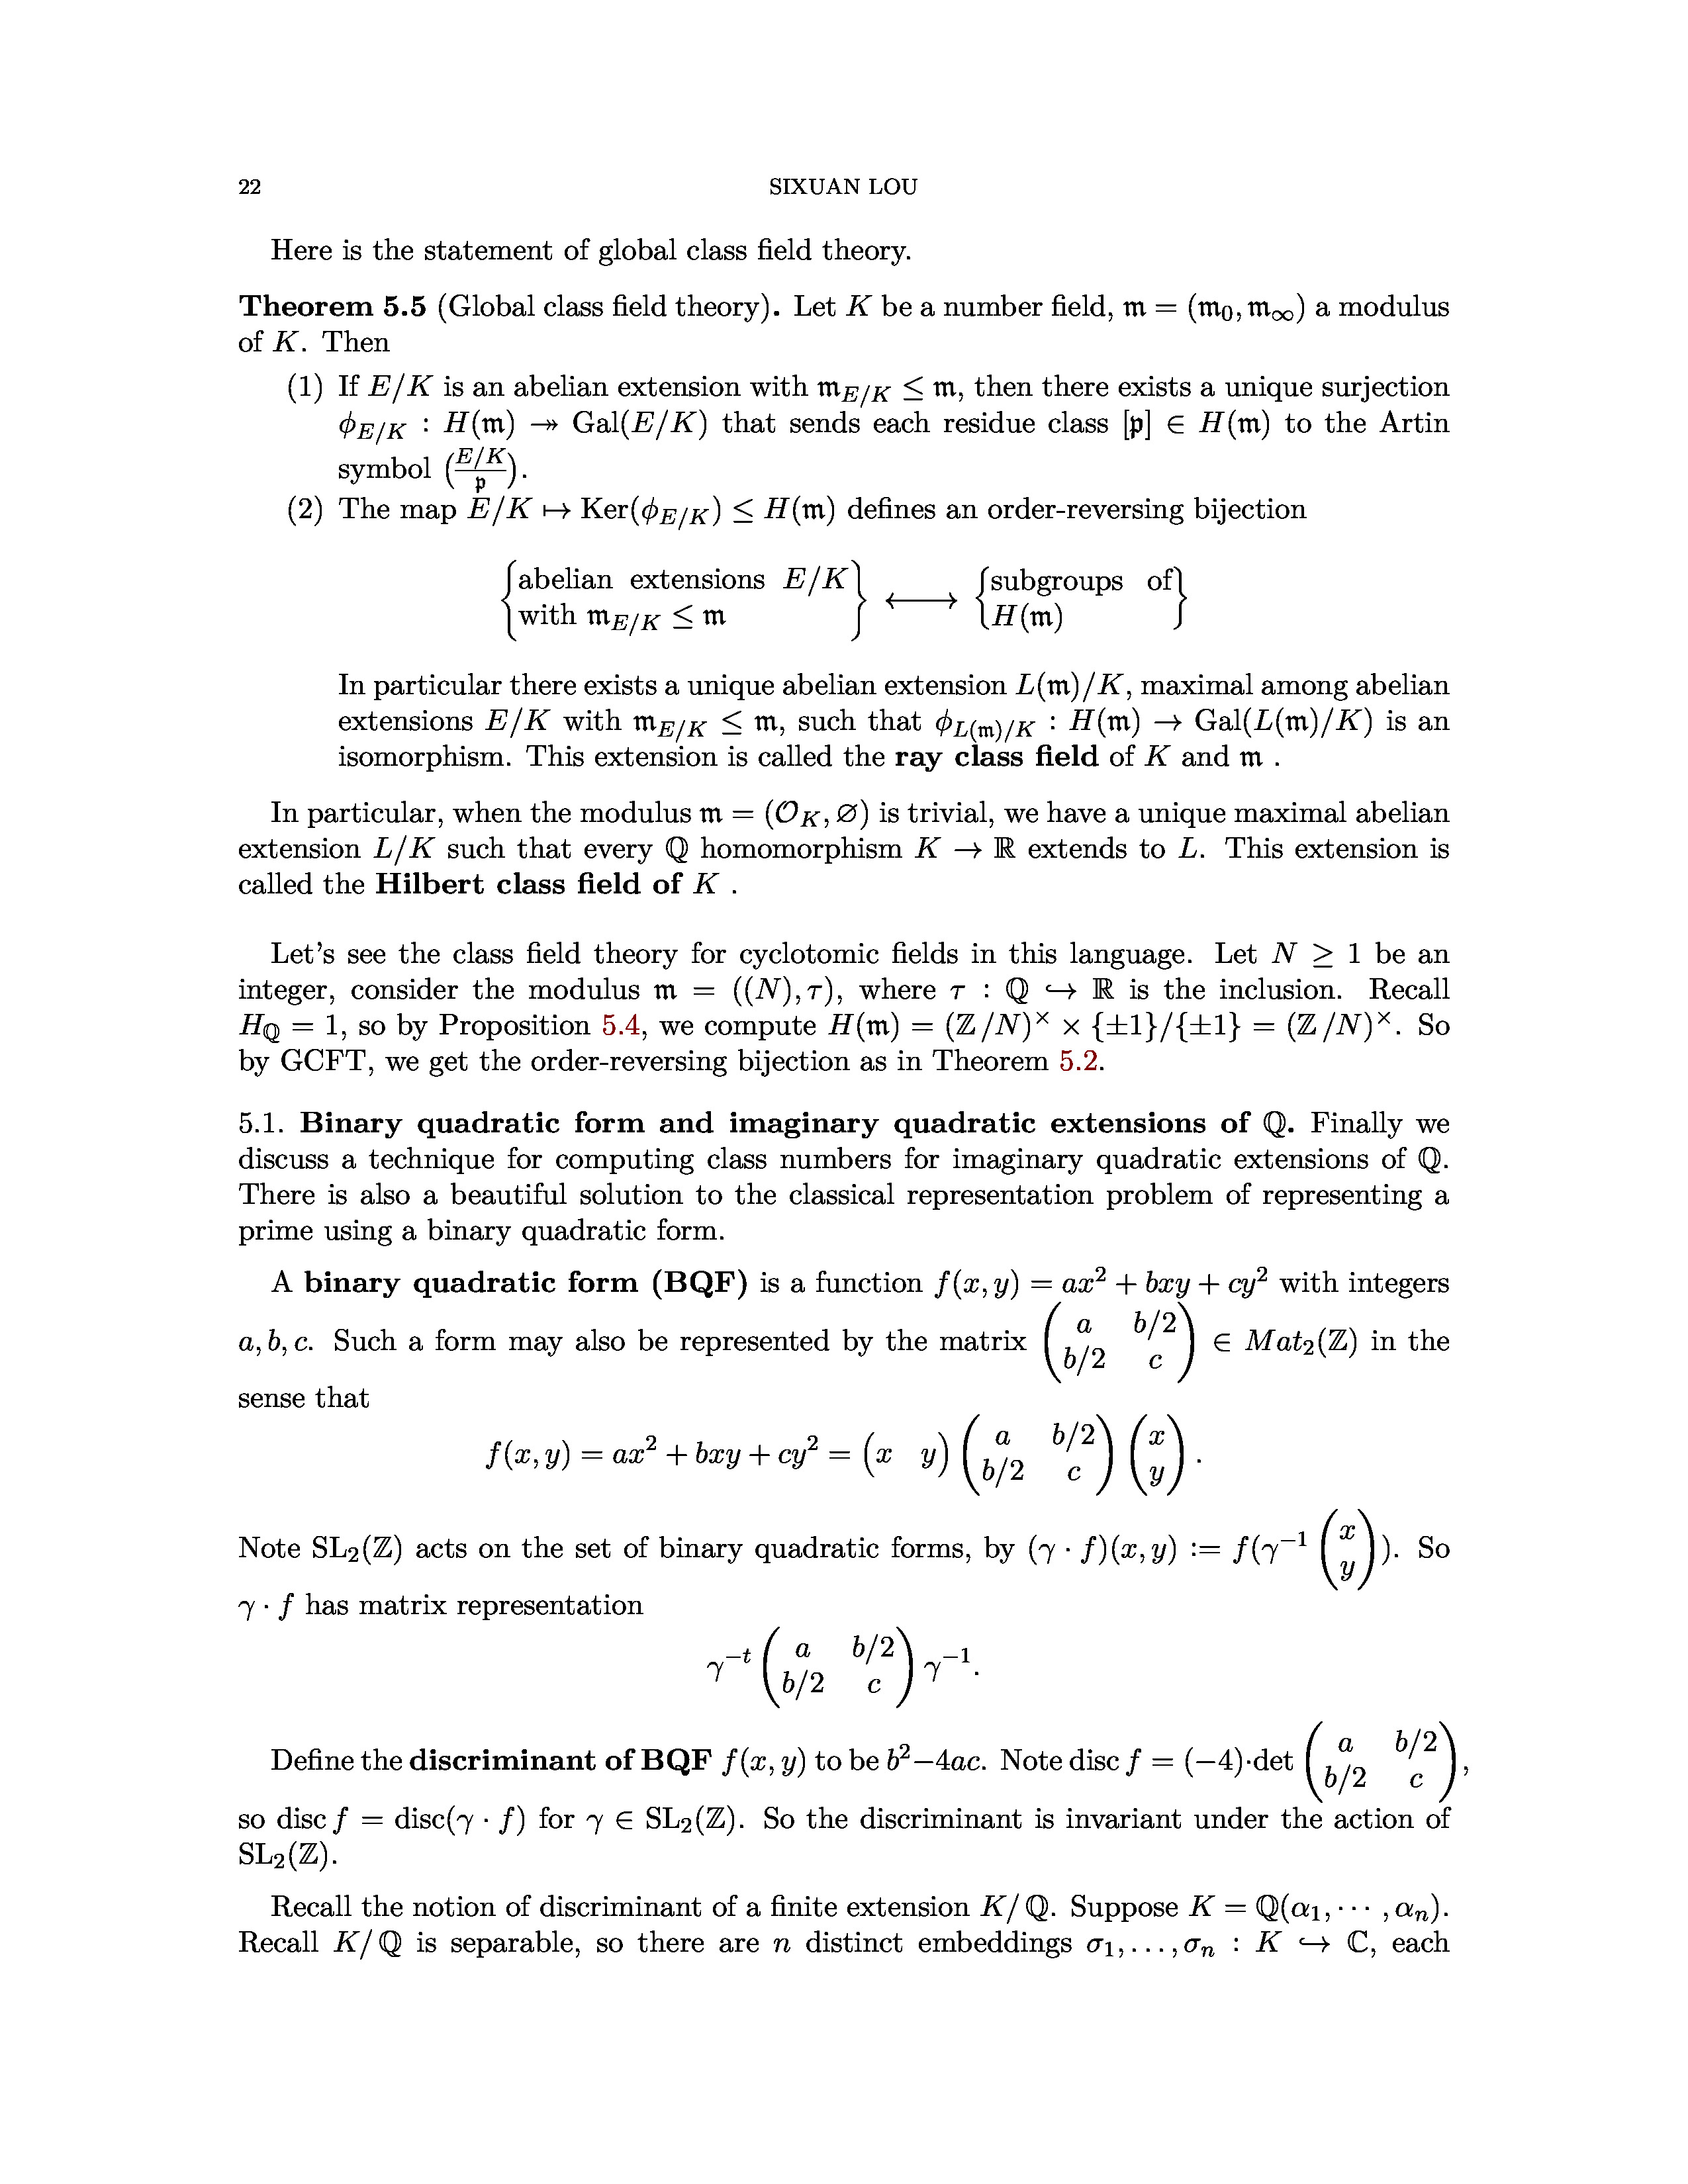 22 SIXUAN LOU
Here is the statement of global class field theory.
Theorem 5.5 (Global class field theory). Let $K$ be a number field, $\mathfrak{m} = (\mathfrak{m}_0, \mathfrak{m}_\infty)$ a modulus
of $K$. Then
(1) If $E/K$ is an abelian extension with $\mathfrak{m}_{E/K} \leq \mathfrak{m}$, then there exists a unique surjection
$\phi_{E/K} : H(\mathfrak{m}) \twoheadrightarrow \mathrm{Gal}(E/K)$ that sends each residue class $[\mathfrak{p}] \in H(\mathfrak{m})$ to the Artin
symbol $\left(\frac{E/K}{\mathfrak{p}}\right)$.
(2) The map $E/K \mapsto \mathrm{Ker}(\phi_{E/K}) \leq H(\mathfrak{m})$ defines an order-reversing bijection
$\left\{\begin{array}{l}\text{abelian extensions } E/K \\ \text{with } \mathfrak{m}_{E/K} \leq \mathfrak{m}\end{array}\right\} \longleftrightarrow \left\{\begin{array}{l}\text{subgroups of} \\ H(\mathfrak{m})\end{array}\right\}$
In particular there exists a unique abelian extension $L(\mathfrak{m})/K$, maximal among abelian
extensions $E/K$ with $\mathfrak{m}_{E/K} \leq \mathfrak{m}$, such that $\phi_{L(\mathfrak{m})/K} : H(\mathfrak{m}) \to \mathrm{Gal}(L(\mathfrak{m})/K)$ is an
isomorphism. This extension is called the ray class field of $K$ and $\mathfrak{m}$ .
In particular, when the modulus $\mathfrak{m} = (\mathcal{O}_K, \varnothing)$ is trivial, we have a unique maximal abelian
extension $L/K$ such that every $\mathbb{Q}$ homomorphism $K \to \mathbb{R}$ extends to $L$. This extension is
called the Hilbert class field of $K$ .
Let's see the class field theory for cyclotomic fields in this language. Let $N \geq 1$ be an
integer, consider the modulus $\mathfrak{m} = ((N), \tau)$, where $\tau : \mathbb{Q} \hookrightarrow \mathbb{R}$ is the inclusion. Recall
$H_{\mathbb{Q}} = 1$, so by Proposition 5.4, we compute $H(\mathfrak{m}) = (\mathbb{Z}/N)^\times \times \{\pm 1\}/\{\pm 1\} = (\mathbb{Z}/N)^\times$. So
by GCFT, we get the order-reversing bijection as in Theorem 5.2.
5.1. Binary quadratic form and imaginary quadratic extensions of $\mathbb{Q}$. Finally we
discuss a technique for computing class numbers for imaginary quadratic extensions of $\mathbb{Q}$.
There is also a beautiful solution to the classical representation problem of representing a
prime using a binary quadratic form.
A binary quadratic form (BQF) is a function $f(x, y) = ax^2 + bxy + cy^2$ with integers
$a, b, c$. Such a form may also be represented by the matrix $\begin{pmatrix} a & b/2 \\ b/2 & c \end{pmatrix} \in Mat_2(\mathbb{Z})$ in the
sense that
$f(x, y) = ax^2 + bxy + cy^2 = \begin{pmatrix} x & y \end{pmatrix} \begin{pmatrix} a & b/2 \\ b/2 & c \end{pmatrix} \begin{pmatrix} x \\ y \end{pmatrix}.$
Note $\mathrm{SL}_2(\mathbb{Z})$ acts on the set of binary quadratic forms, by $(\gamma \cdot f)(x, y) := f(\gamma^{-1} \begin{pmatrix} x \\ y \end{pmatrix})$. So
$\gamma \cdot f$ has matrix representation
$\gamma^{-t} \begin{pmatrix} a & b/2 \\ b/2 & c \end{pmatrix} \gamma^{-1}.$
Define the discriminant of BQF $f(x, y)$ to be $b^2 - 4ac$. Note $\mathrm{disc}\, f = (-4) \cdot \det \begin{pmatrix} a & b/2 \\ b/2 & c \end{pmatrix}$,
so $\mathrm{disc}\, f = \mathrm{disc}(\gamma \cdot f)$ for $\gamma \in \mathrm{SL}_2(\mathbb{Z})$. So the discriminant is invariant under the action of
$\mathrm{SL}_2(\mathbb{Z})$.
Recall the notion of discriminant of a finite extension $K/\mathbb{Q}$. Suppose $K = \mathbb{Q}(\alpha_1, \cdots, \alpha_n)$.
Recall $K/\mathbb{Q}$ is separable, so there are $n$ distinct embeddings $\sigma_1, \ldots, \sigma_n : K \hookrightarrow \mathbb{C}$, each